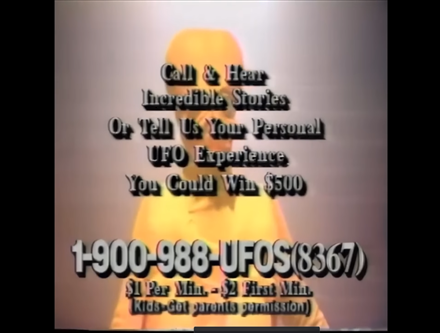 Call & Hear
Incredible Stories
Or Tell Us Your Personal
UFO Experience
You Could Win $500
1-900-988-UFOS(8367)
$1 Per Min. - $2 First Min.
(Kids-Get parents permission)